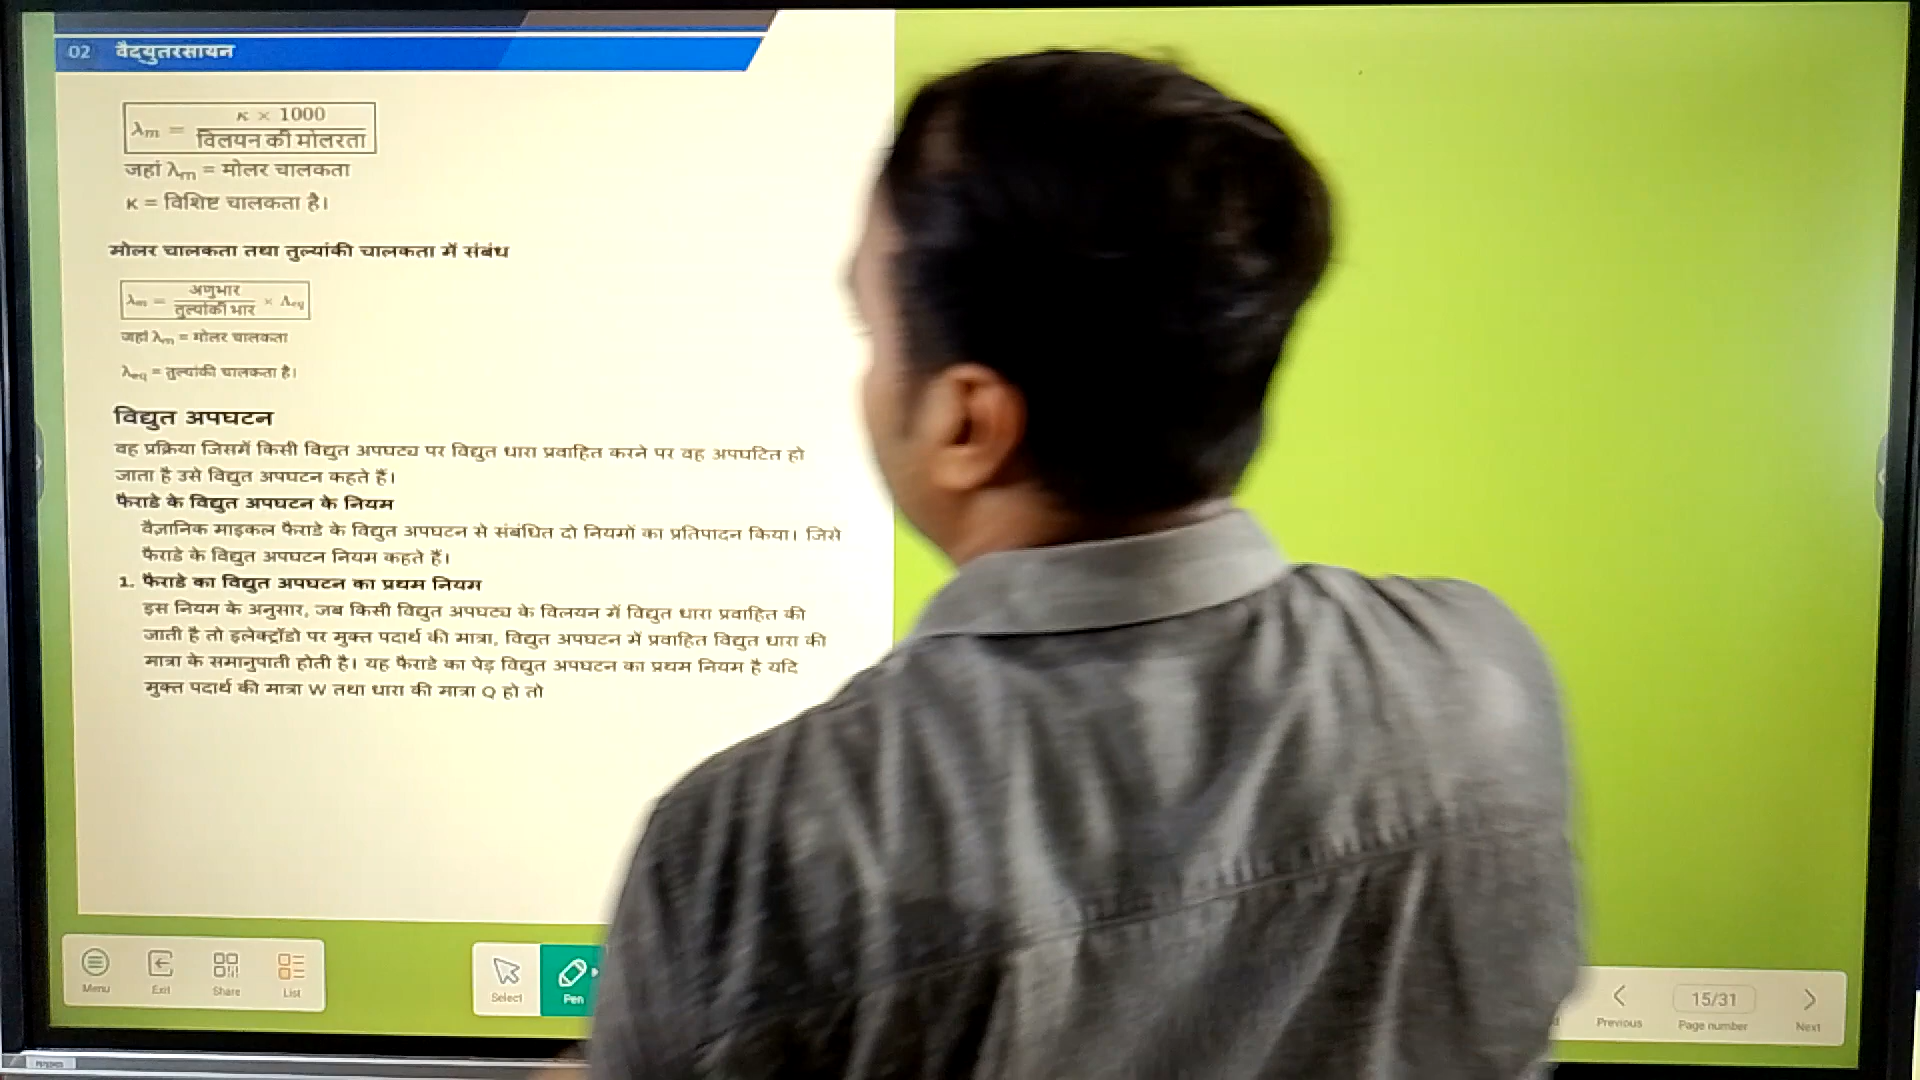 02 वैद्युतरसायन
λm = κ × 1000 / विलयन की मोलरता
जहां λm = मोलर चालकता
κ = विशिष्ट चालकता है।
मोलर चालकता तथा तुल्यांकी चालकता में संबंध
λm = अणुभार / तुल्यांकी भार × Λeq
जहां λm = मोलर चालकता
λeq = तुल्यांकी चालकता है।
विद्युत अपघटन
वह प्रक्रिया जिसमें किसी विद्युत अपघट्य पर विद्युत धारा प्रवाहित करने पर वह अपघटित हो
जाता है उसे विद्युत अपघटन कहते हैं।
फैराडे के विद्युत अपघटन के नियम
वैज्ञानिक माइकल फैराडे के विद्युत अपघटन से संबंधित दो नियमों का प्रतिपादन किया। जिसे
फैराडे के विद्युत अपघटन नियम कहते हैं।
1. फैराडे का विद्युत अपघटन का प्रथम नियम
इस नियम के अनुसार, जब किसी विद्युत अपघट्य के विलयन में विद्युत धारा प्रवाहित की
जाती है तो इलेक्ट्रॉडो पर मुक्त पदार्थ की मात्रा, विद्युत अपघटन में प्रवाहित विद्युत धारा की
मात्रा के समानुपाती होती है। यह फैराडे का पेड़ विद्युत अपघटन का प्रथम नियम है यदि
मुक्त पदार्थ की मात्रा W तथा धारा की मात्रा Q हो तो
Menu Exit Share List Select Pen Previous 15/31 Page number Next